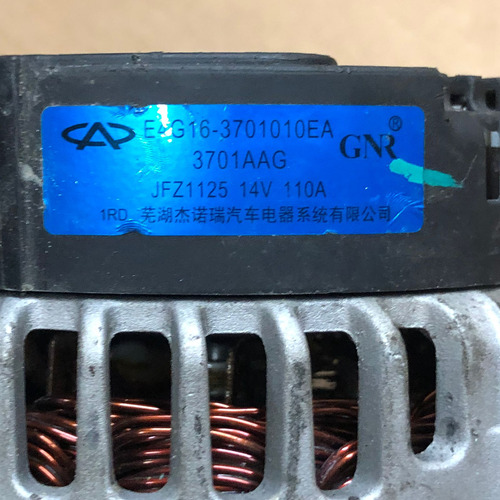 E4G16-3701010EA
3701AAG
GNR®
JFZ1125 14V 110A
1RD 芜湖杰诺瑞汽车电器系统有限公司